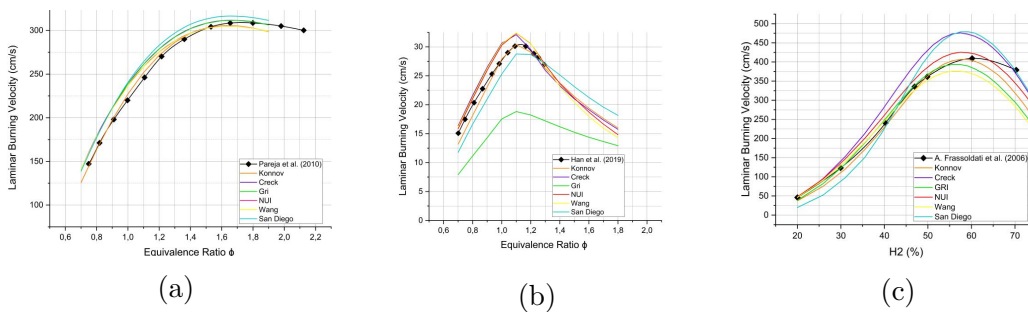 Laminar Burning Velocity (cm/s)
300
250
200
150
100
0,6 0,8 1,0 1,2 1,4 1,6 1,8 2,0 2,2
Equivalence Ratio ϕ
Pareja et al. (2010)
Konnov
Creck
Gri
NUI
Wang
San Diego
(a)
Laminar Burning Velocity (cm/s)
30
25
20
15
10
5
0
0,6 0,8 1,0 1,2 1,4 1,6 1,8 2,0
Equivalence Ratio ϕ
Han et al. (2019)
Konnov
Creck
Gri
NUI
Wang
San Diego
(b)
Laminar Burning Velocity (cm/s)
500
450
400
350
300
250
200
150
100
50
0
20 30 40 50 60 70
H2 (%)
A. Frassoldati et al. (2006)
Konnov
Creck
GRI
NUI
Wang
San Diego
(c)